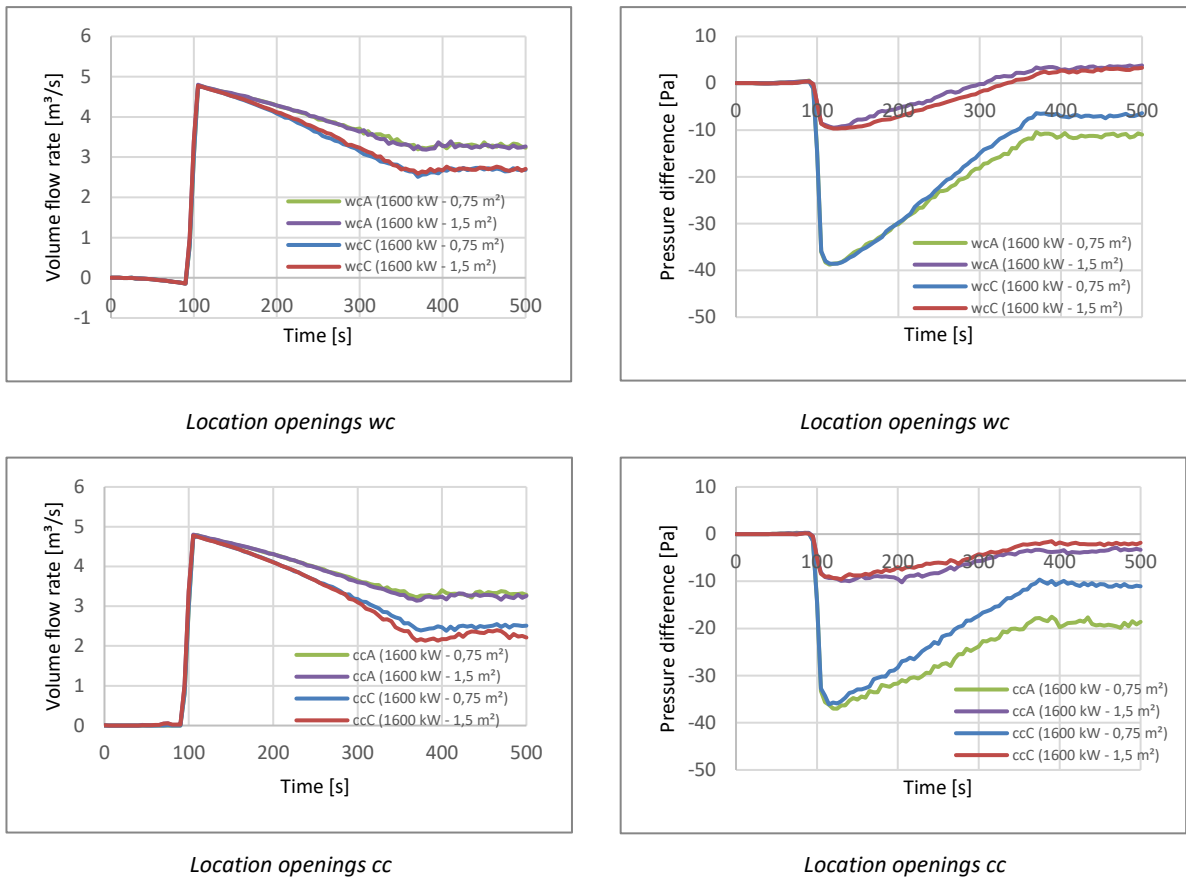 Volume flow rate [m³/s]
6
5
4
3
2
1
0
-1
0 100 200 300 400 500
wcA (1600 kW - 0,75 m²)
wcA (1600 kW - 1,5 m²)
wcC (1600 kW - 0,75 m²)
wcC (1600 kW - 1,5 m²)
Time [s]
Location openings wc
Pressure difference [Pa]
10
0
-10
-20
-30
-40
-50
0 100 200 300 400 500
wcA (1600 kW - 0,75 m²)
wcA (1600 kW - 1,5 m²)
wcC (1600 kW - 0,75 m²)
wcC (1600 kW - 1,5 m²)
Time [s]
Location openings wc
Volume flow rate [m³/s]
6
5
4
3
2
1
0
0 100 200 300 400 500
ccA (1600 kW - 0,75 m²)
ccA (1600 kW - 1,5 m²)
ccC (1600 kW - 0,75 m²)
ccC (1600 kW - 1,5 m²)
Time [s]
Location openings cc
Pressure difference [Pa]
10
0
-10
-20
-30
-40
-50
0 100 200 300 400 500
ccA (1600 kW - 0,75 m²)
ccA (1600 kW - 1,5 m²)
ccC (1600 kW - 0,75 m²)
ccC (1600 kW - 1,5 m²)
Time [s]
Location openings cc